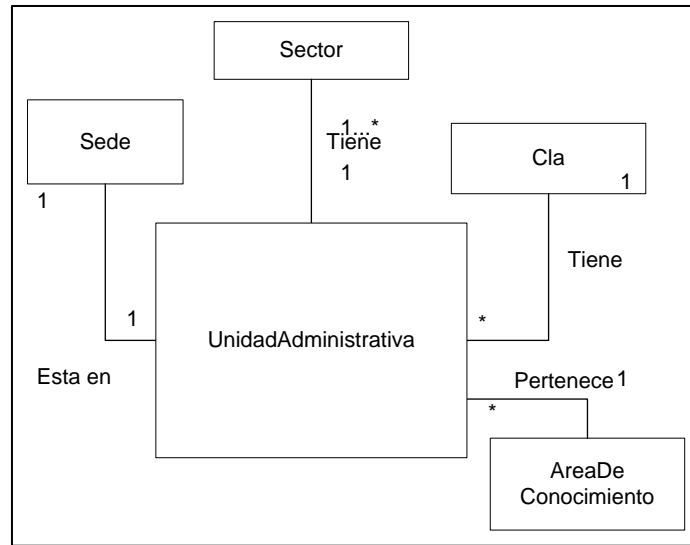 Sector
Sede
1...*
Tiene
1
Cla
1
1
Tiene
1
*
UnidadAdministrativa
Esta en
Pertenece 1
*
AreaDe
Conocimiento